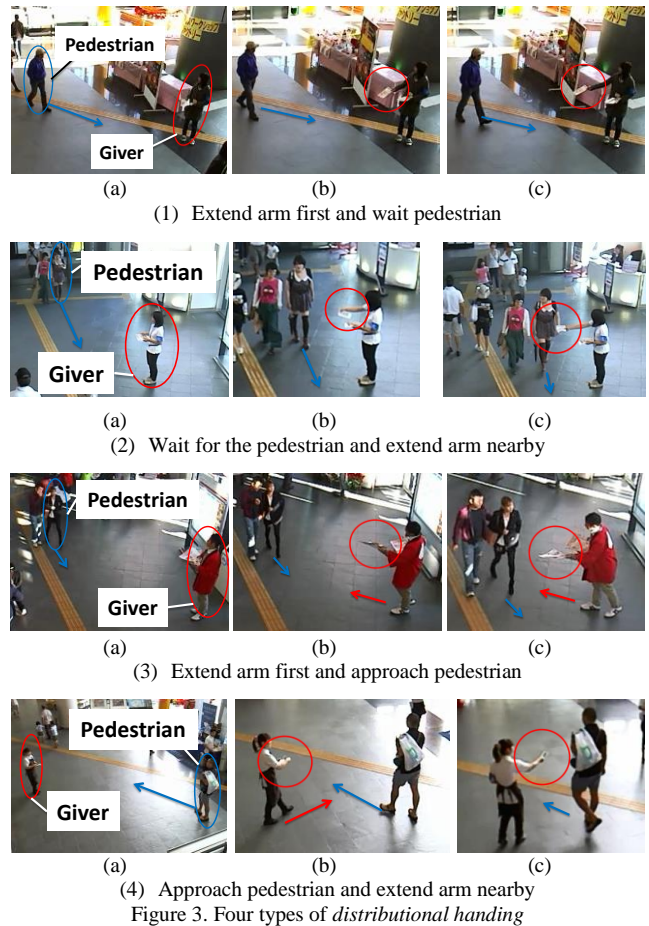 Pedestrian
Giver
(a) (b) (c)
(1) Extend arm first and wait pedestrian
Pedestrian
Giver
(a) (b) (c)
(2) Wait for the pedestrian and extend arm nearby
Pedestrian
Giver
(a) (b) (c)
(3) Extend arm first and approach pedestrian
Pedestrian
Giver
(a) (b) (c)
(4) Approach pedestrian and extend arm nearby
Figure 3. Four types of distributional handing